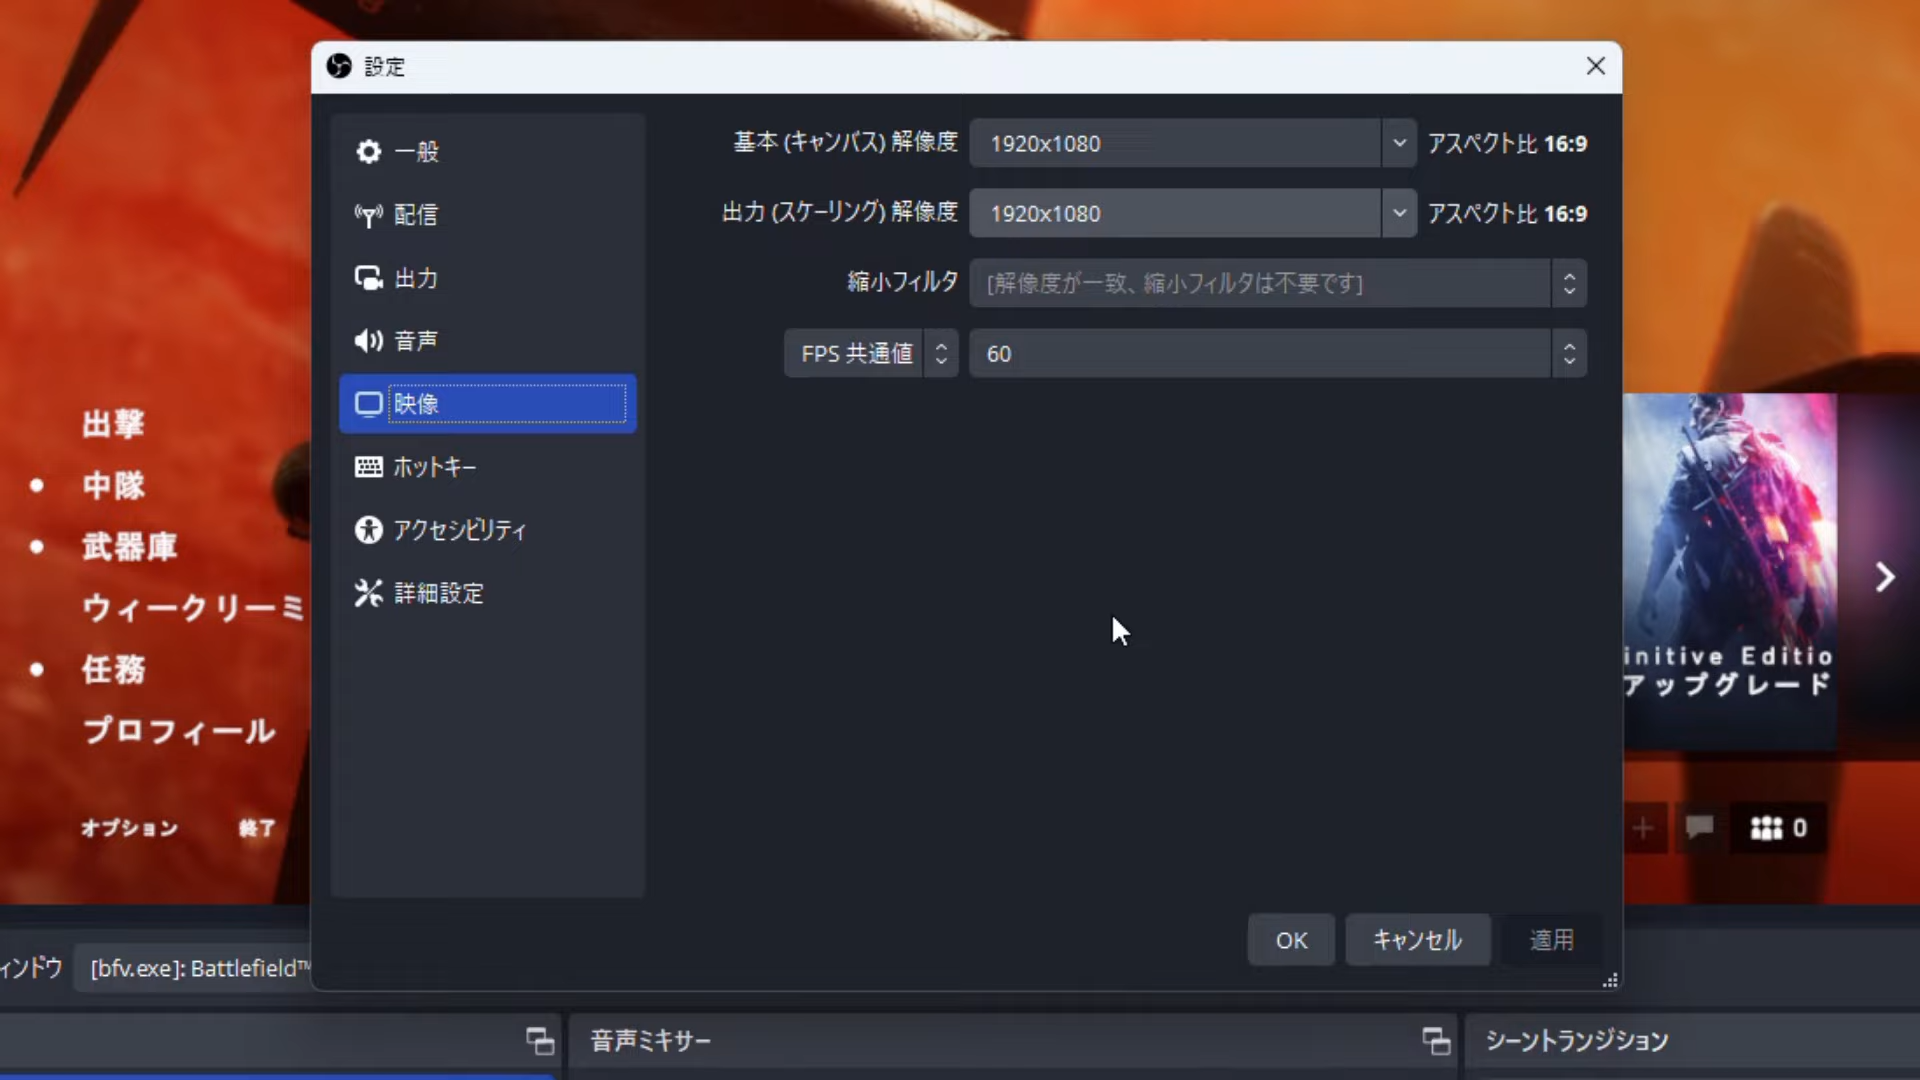 設定
一般
配信
出力
音声
映像
ホットキー
アクセシビリティ
詳細設定
基本 (キャンバス) 解像度 1920x1080 アスペクト比 16:9
出力 (スケーリング) 解像度 1920x1080 アスペクト比 16:9
縮小フィルタ [解像度が一致、縮小フィルタは不要です]
FPS 共通値 60
OK キャンセル 適用
出撃
中隊
武器庫
ウィークリーミ
任務
プロフィール
オプション 終了
initive Editio
アップグレード
0
ィンドウ [bfv.exe]: Battlefield™
音声ミキサー
シーントランジション